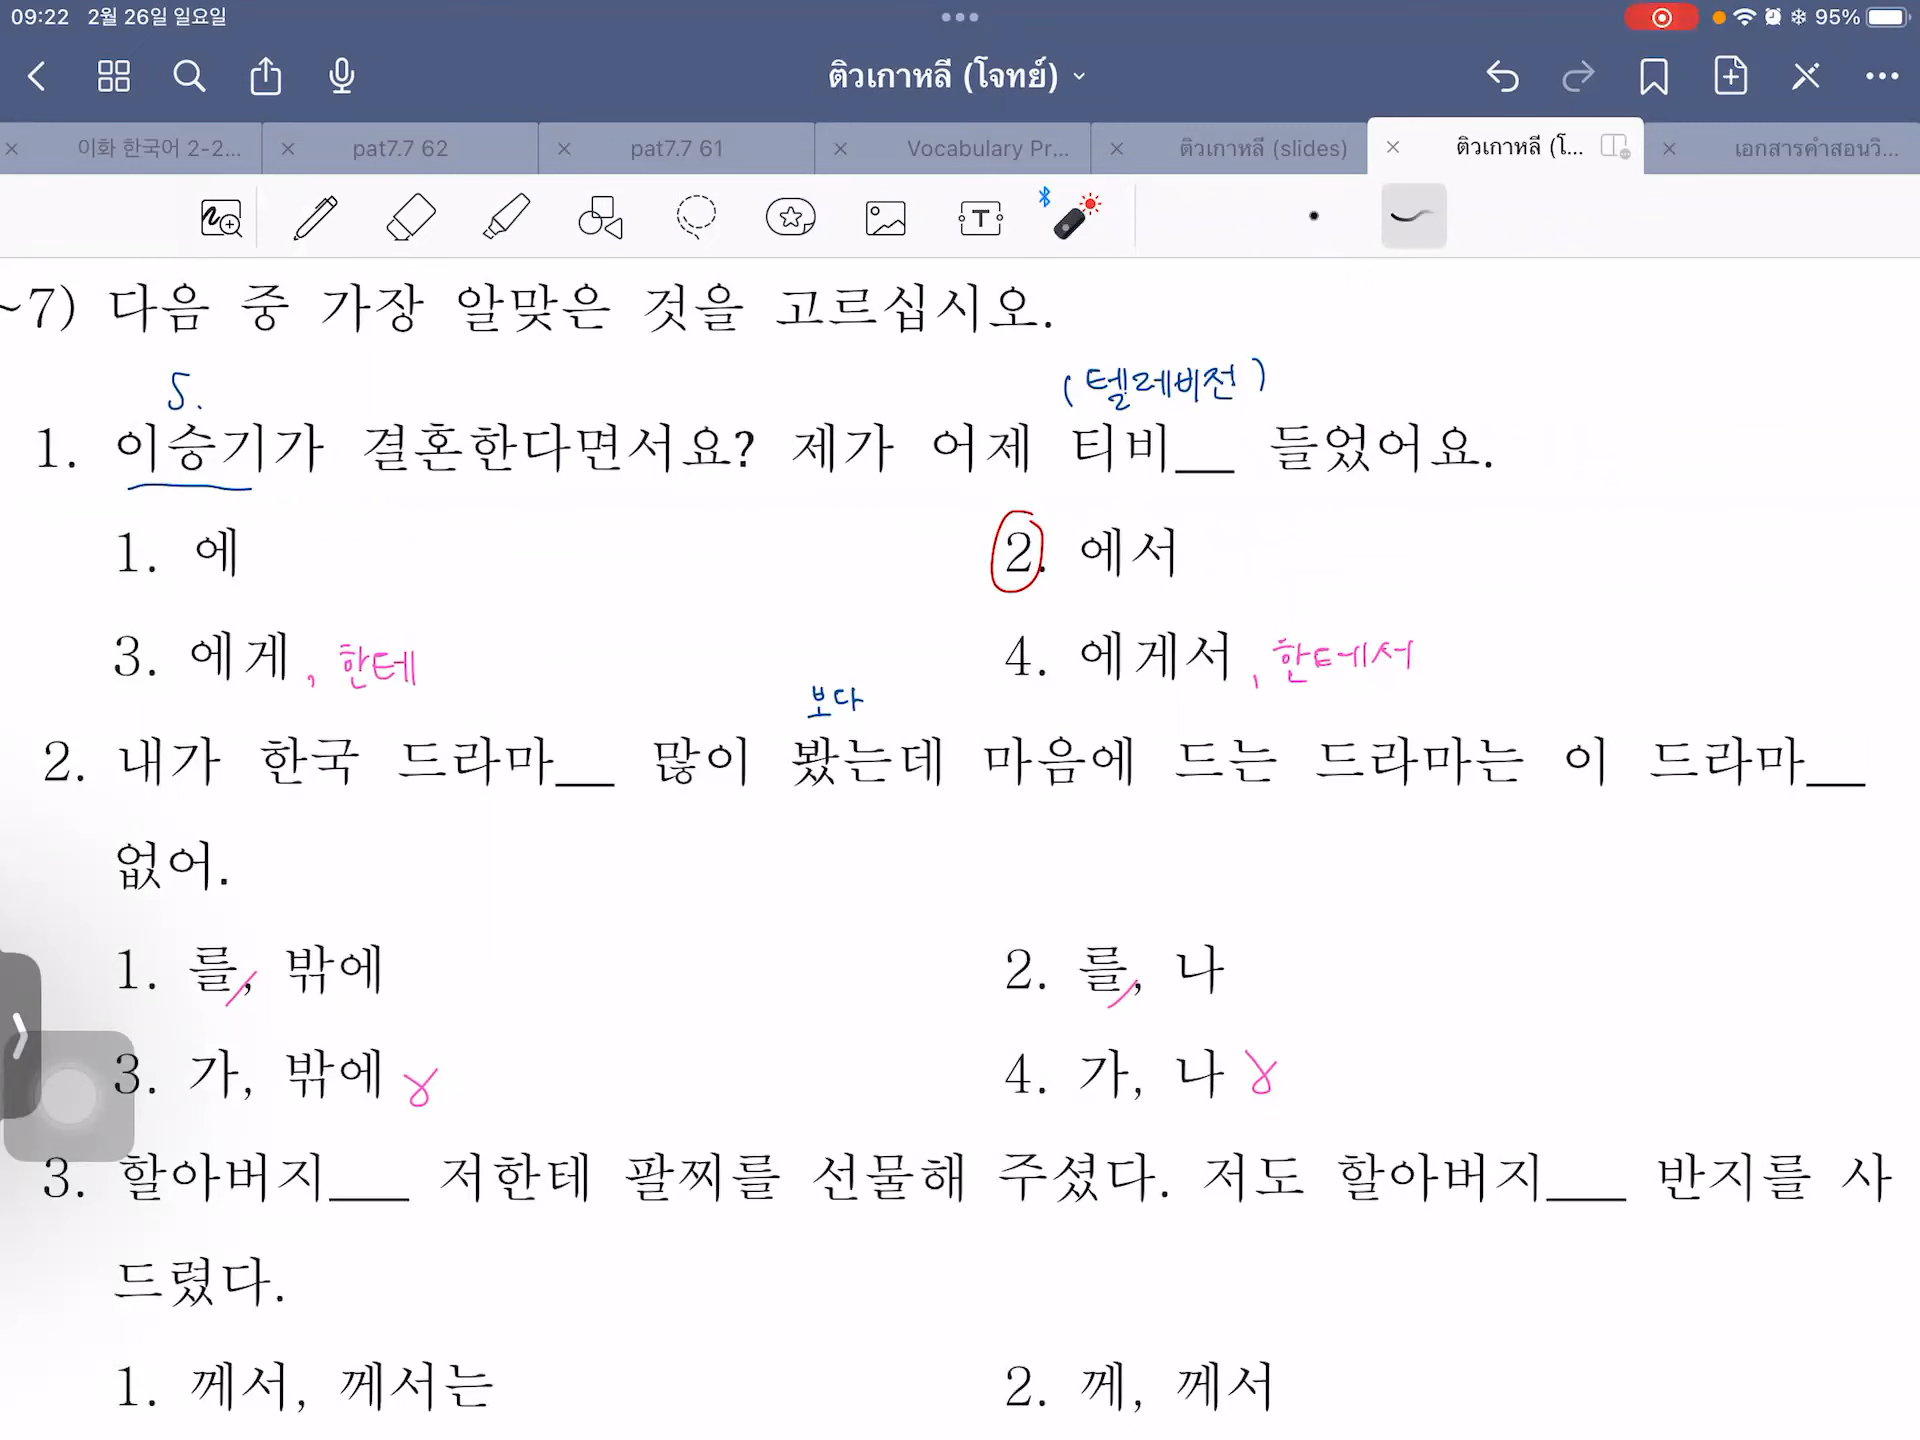 09:22 2월 26일 일요일
95%
ติวเกาหลี (โจทย์)
이화 한국어 2-2...
pat7.7 62
pat7.7 61
Vocabulary Pr...
ติวเกาหลี (slides)
ติวเกาหลี (โ...
เอกสารคำสอนวิ...
~7) 다음 중 가장 알맞은 것을 고르십시오.
S.
(텔레비전)
1. 이승기가 결혼한다면서요? 제가 어제 티비__ 들었어요.
1. 에
2. 에서
3. 에게, 한테
4. 에게서, 한테서
보다
2. 내가 한국 드라마__ 많이 봤는데 마음에 드는 드라마는 이 드라마__
없어.
1. 를, 밖에
2. 를, 나
3. 가, 밖에
4. 가, 나
3. 할아버지___ 저한테 팔찌를 선물해 주셨다. 저도 할아버지___ 반지를 사
드렸다.
1. 께서, 께서는
2. 께, 께서